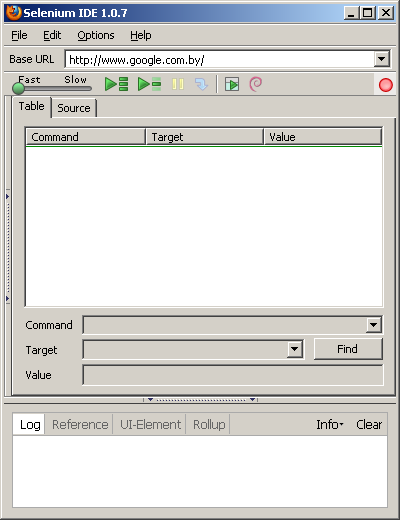 Selenium IDE 1.0.7
File Edit Options Help
Base URL http://www.google.com.by/
Fast Slow
Table Source
Command Target Value
Command
Target Find
Value
Log Reference UI-Element Rollup Info Clear